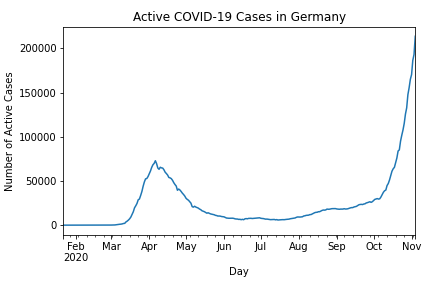 Active COVID-19 Cases in Germany
Number of Active Cases
200000
150000
100000
50000
0
Feb Mar Apr May Jun Jul Aug Sep Oct Nov
2020
Day